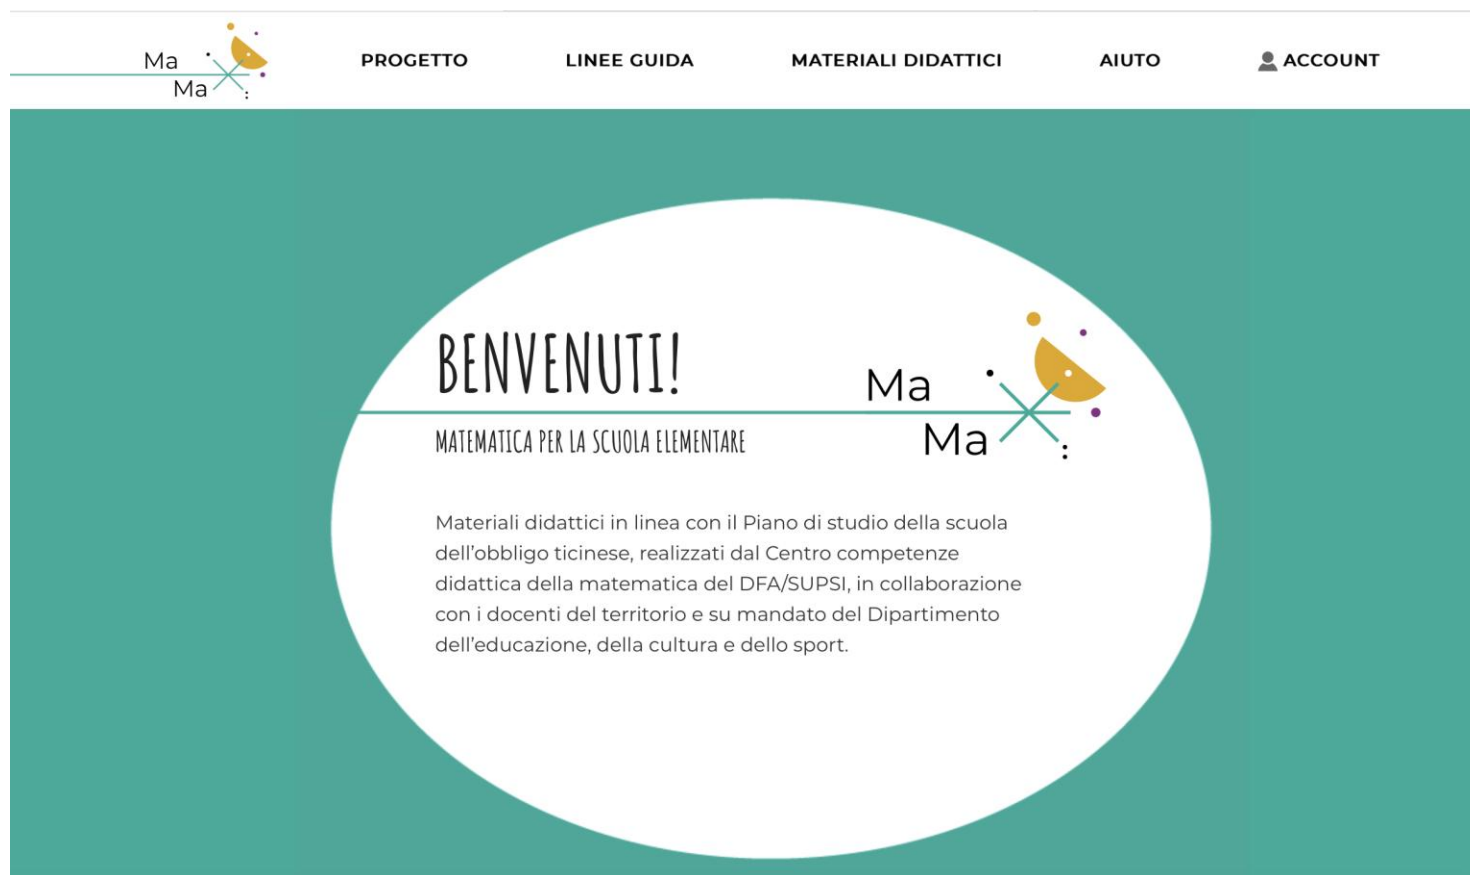 Ma
Ma
PROGETTO
LINEE GUIDA
MATERIALI DIDATTICI
AIUTO
ACCOUNT
BENVENUTI!
MATEMATICA PER LA SCUOLA ELEMENTARE
Ma
Ma
Materiali didattici in linea con il Piano di studio della scuola
dell’obbligo ticinese, realizzati dal Centro competenze
didattica della matematica del DFA/SUPSI, in collaborazione
con i docenti del territorio e su mandato del Dipartimento
dell’educazione, della cultura e dello sport.